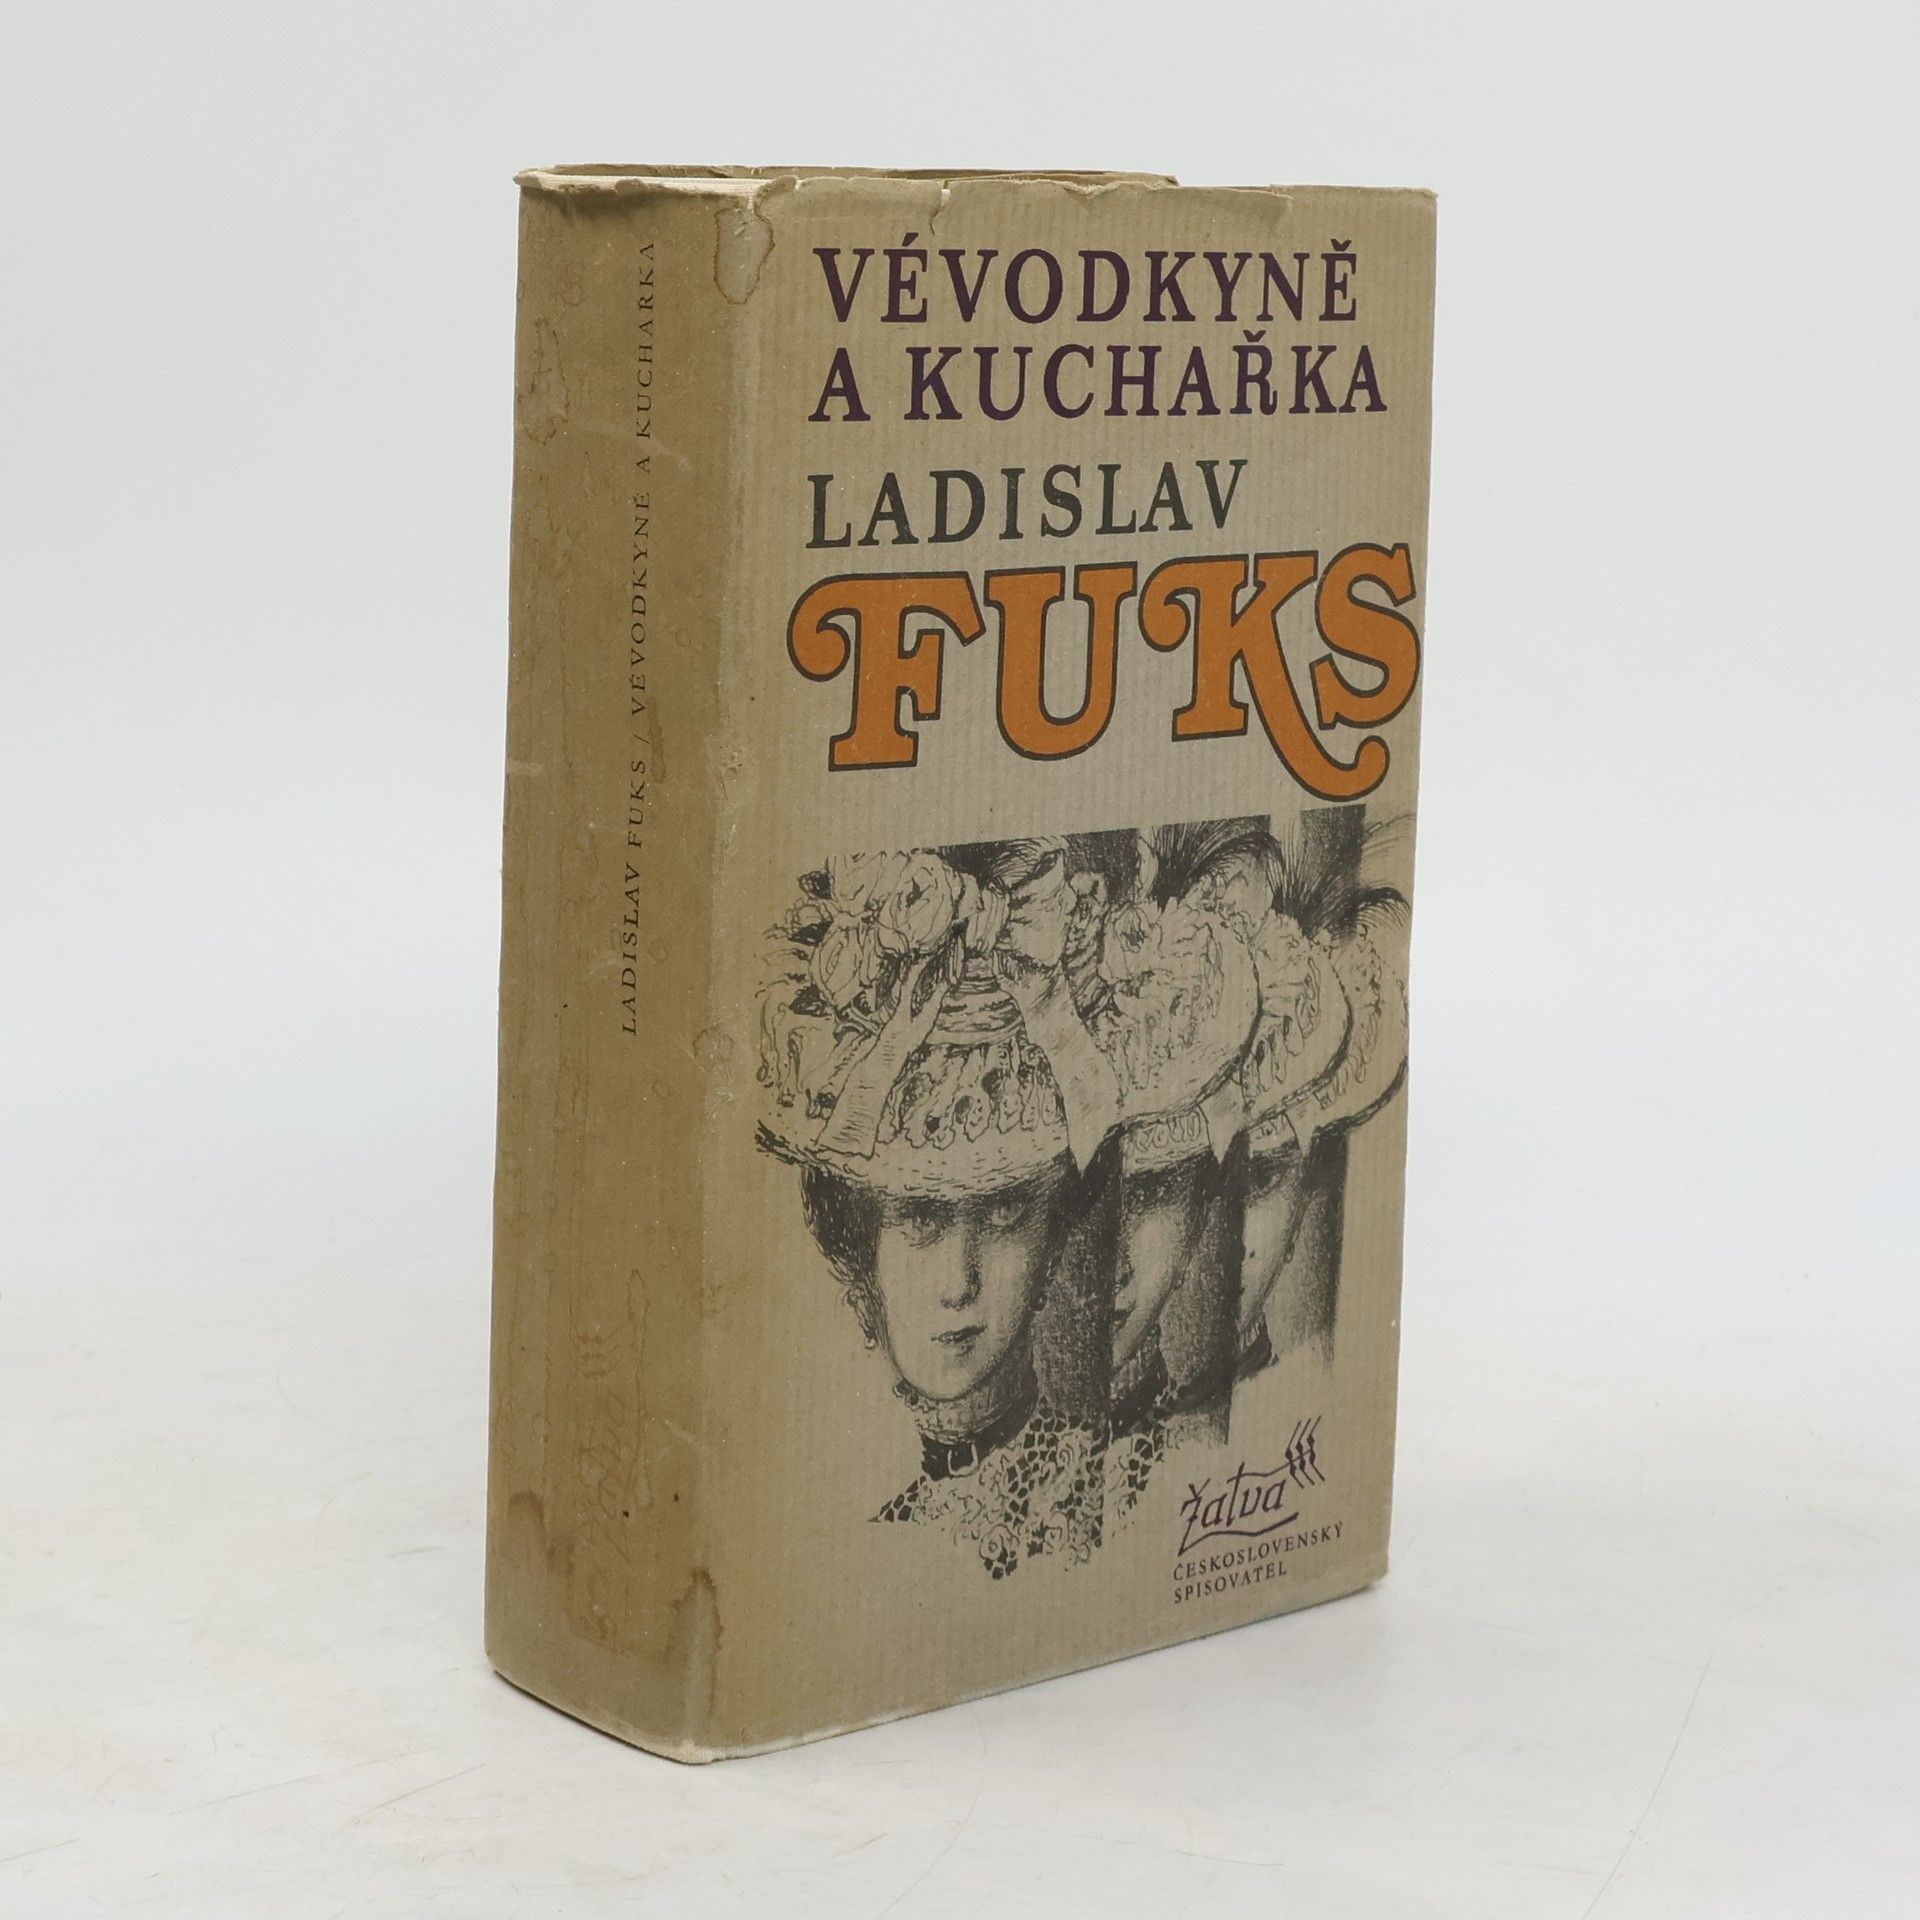 LADISLAV FUKS / VÉVODKYNĚ A KUCHAŘKA
VÉVODKYNĚ
A KUCHAŘKA
LADISLAV
FUKS
Žatva
ČESKOSLOVENSKÝ
SPISOVATEL